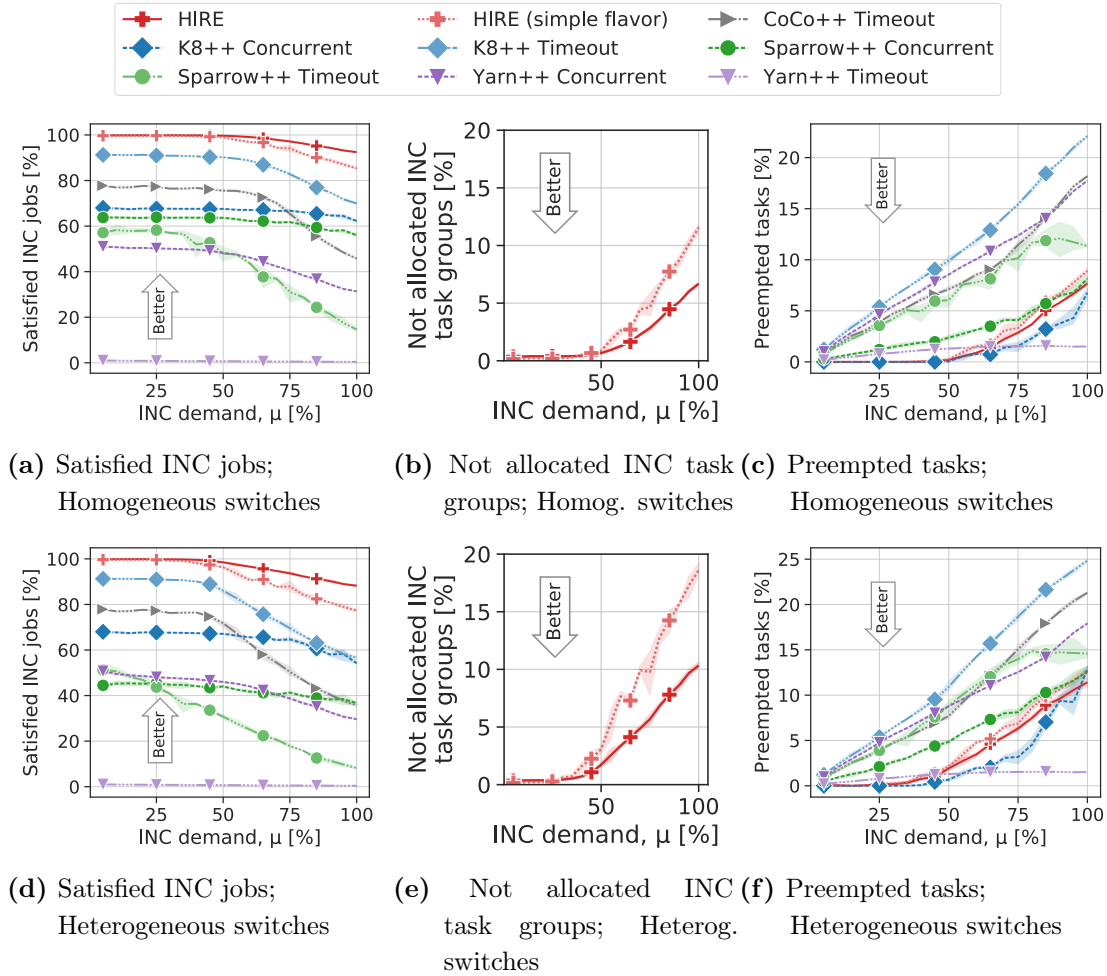 HIRE
HIRE (simple flavor)
CoCo++ Timeout
K8++ Concurrent
K8++ Timeout
Sparrow++ Concurrent
Sparrow++ Timeout
Yarn++ Concurrent
Yarn++ Timeout
Satisfied INC jobs [%]
100
80
60
40
20
0
Better
0 25 50 75 100
INC demand, μ [%]
Not allocated INC
task groups [%]
20
15
10
5
0
Better
50 100
INC demand, μ [%]
Preempted tasks [%]
20
15
10
5
0
Better
0 25 50 75 100
INC demand, μ [%]
(a) Satisfied INC jobs;
Homogeneous switches
(b) Not allocated INC task
groups; Homog. switches
(c) Preempted tasks;
Homogeneous switches
Satisfied INC jobs [%]
100
80
60
40
20
0
Better
0 25 50 75 100
INC demand, μ [%]
Not allocated INC
task groups [%]
20
15
10
5
0
Better
50 100
INC demand, μ [%]
Preempted tasks [%]
25
20
15
10
5
0
Better
0 25 50 75 100
INC demand, μ [%]
(d) Satisfied INC jobs;
Heterogeneous switches
(e) Not allocated INC
task groups; Heterog.
switches
(f) Preempted tasks;
Heterogeneous switches